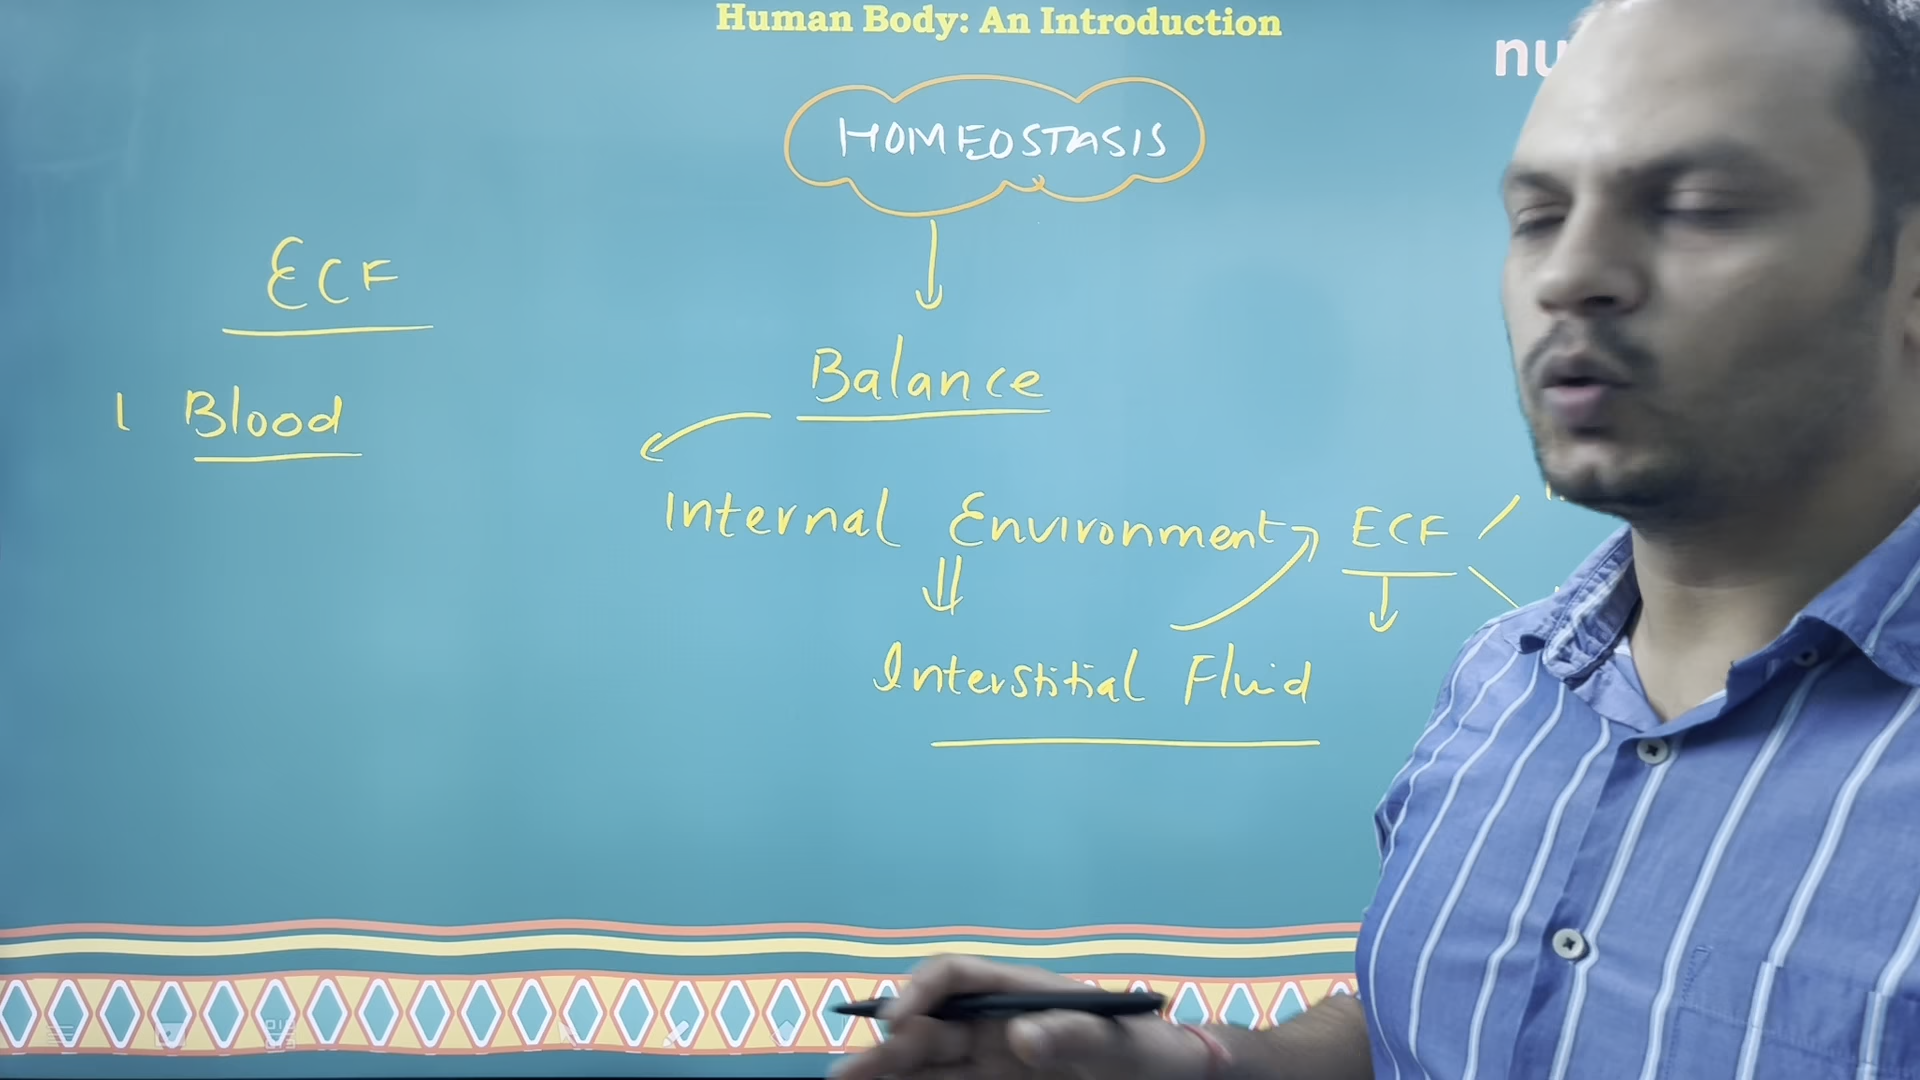 Human Body: An Introduction
nu
HOMEOSTASIS
ECF
Balance
1 Blood
Internal Environment
ECF
Interstitial Fluid